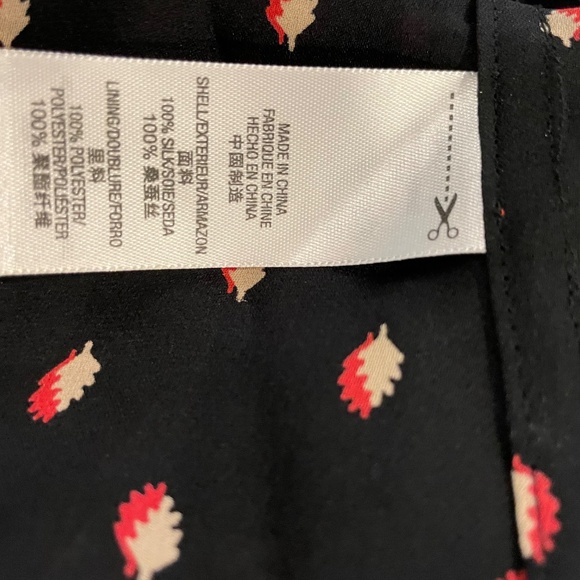 MADE IN CHINA
FABRIQUE EN CHINE
HECHO EN CHINA
中國制造
SHELL/EXTERIEUR/ARMAZON
面料
100% SILK/SOIE/SEDA
100% 桑蚕丝
LINING/DOUBLURE/FORRO
里料
100% POLYESTER/
POLYESTER/POLIESTER
100% 聚酯纤维